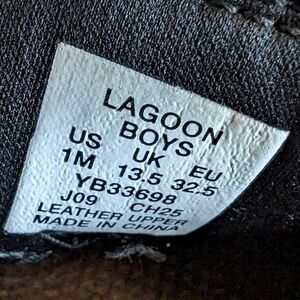 LAGOON
BOYS
US UK EU
1M 13.5 32.5
YB33698
J09 CH25
LEATHER UPPER
MADE IN CHINA